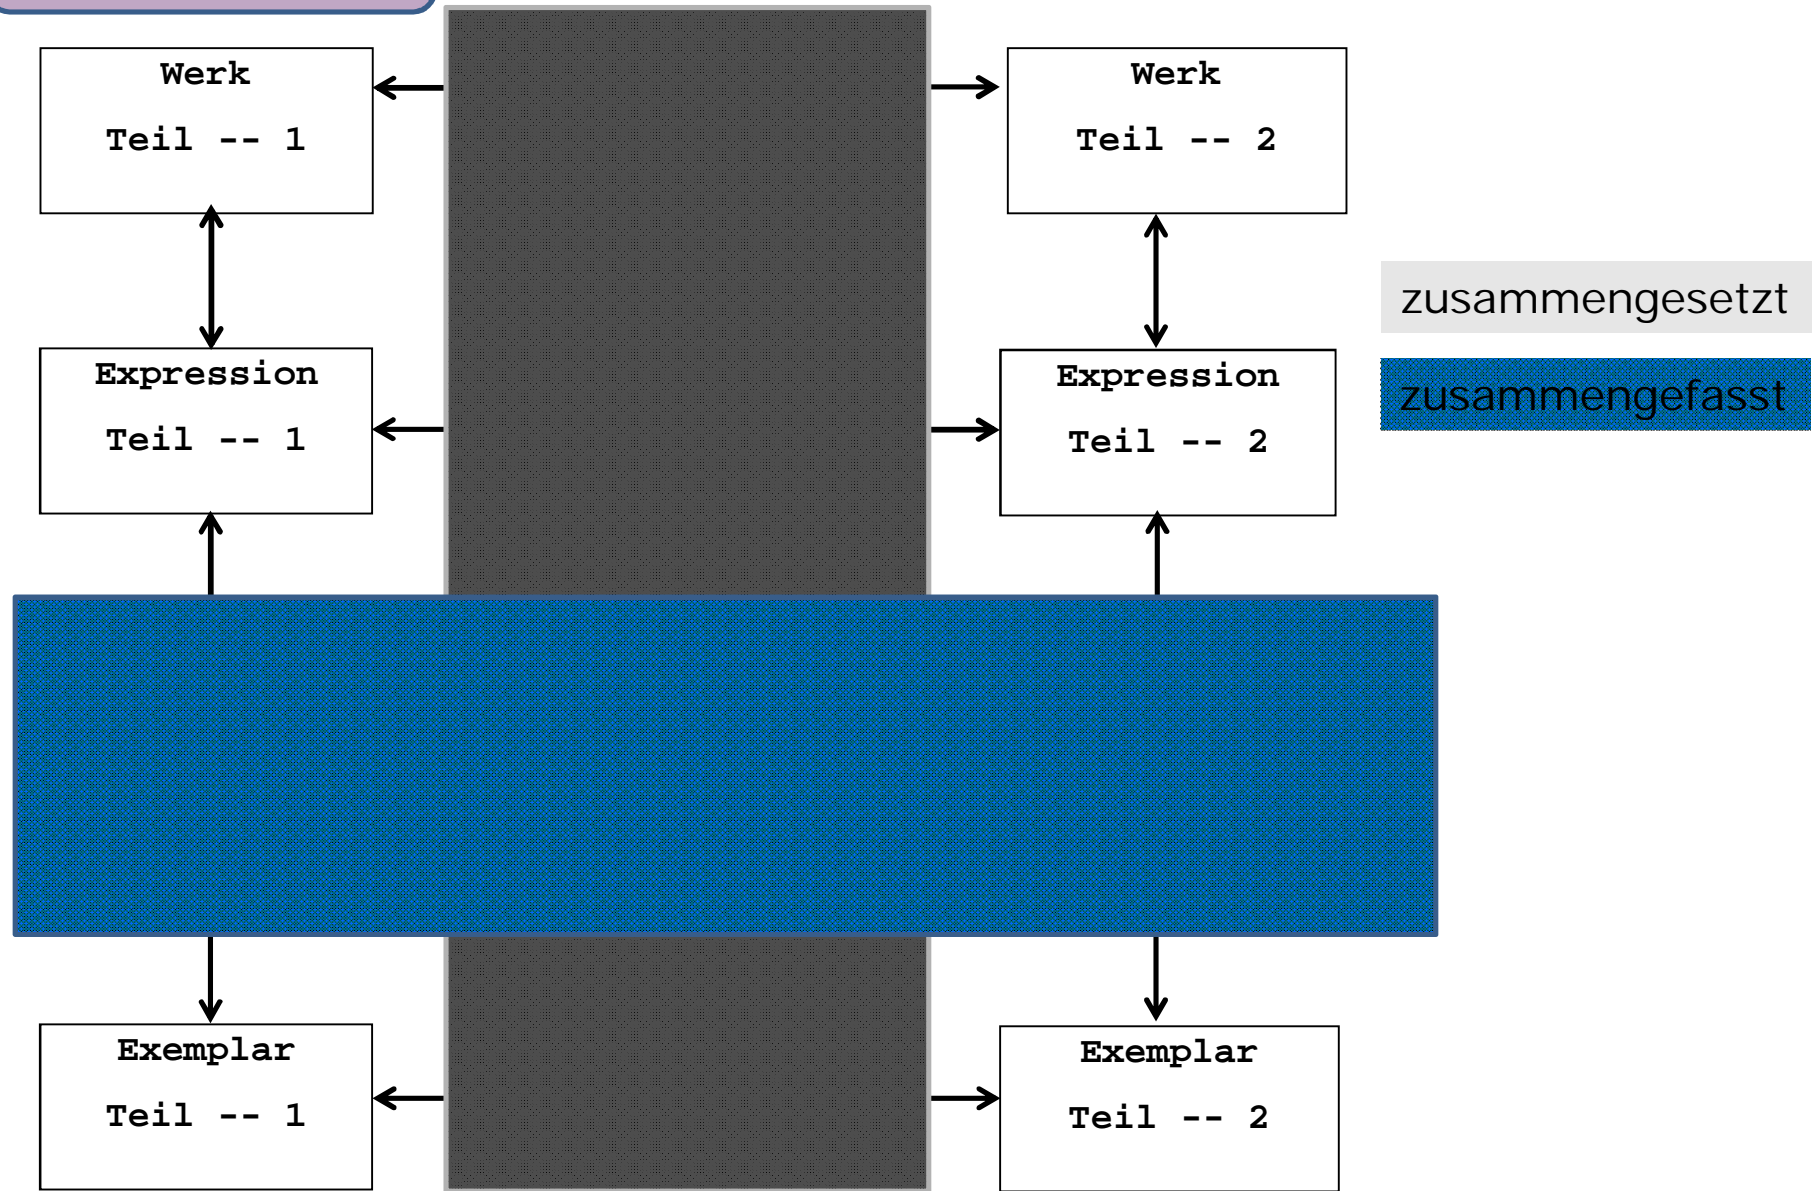 Werk
Teil -- 1
Werk
Teil -- 2
zusammengesetzt
zusammengefasst
Expression
Teil -- 1
Expression
Teil -- 2
Exemplar
Teil -- 1
Exemplar
Teil -- 2